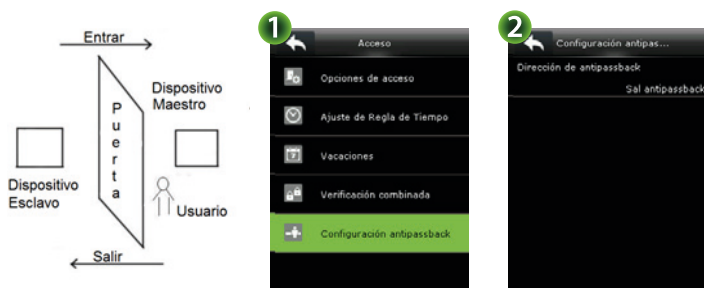 Entrar
Dispositivo
Maestro
Puerta
Dispositivo
Esclavo
Usuario
Salir
1
Acceso
Opciones de acceso
Ajuste de Regla de Tiempo
Vacaciones
Verificación combinada
Configuración antipassback
2
Configuración antipas...
Dirección de antipassback
Sal antipassback